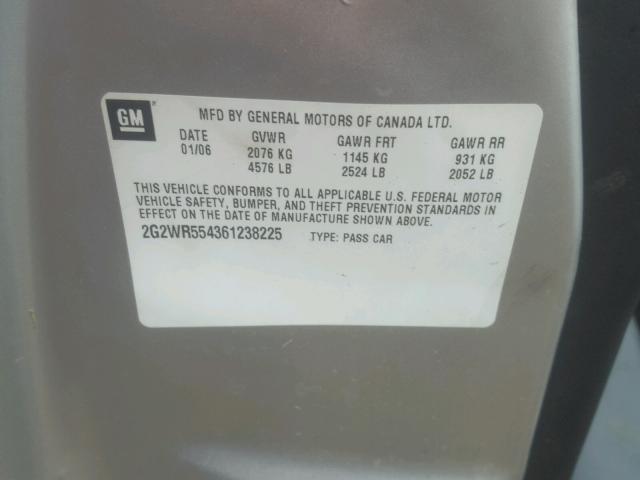 GM
MFD BY GENERAL MOTORS OF CANADA LTD.
DATE GVWR GAWR FRT GAWR RR
01/06 2076 KG 1145 KG 931 KG
4576 LB 2524 LB 2052 LB
THIS VEHICLE CONFORMS TO ALL APPLICABLE U.S. FEDERAL MOTOR
VEHICLE SAFETY, BUMPER, AND THEFT PREVENTION STANDARDS IN
EFFECT ON THE DATE OF MANUFACTURE SHOWN ABOVE.
2G2WR554361238225 TYPE: PASS CAR